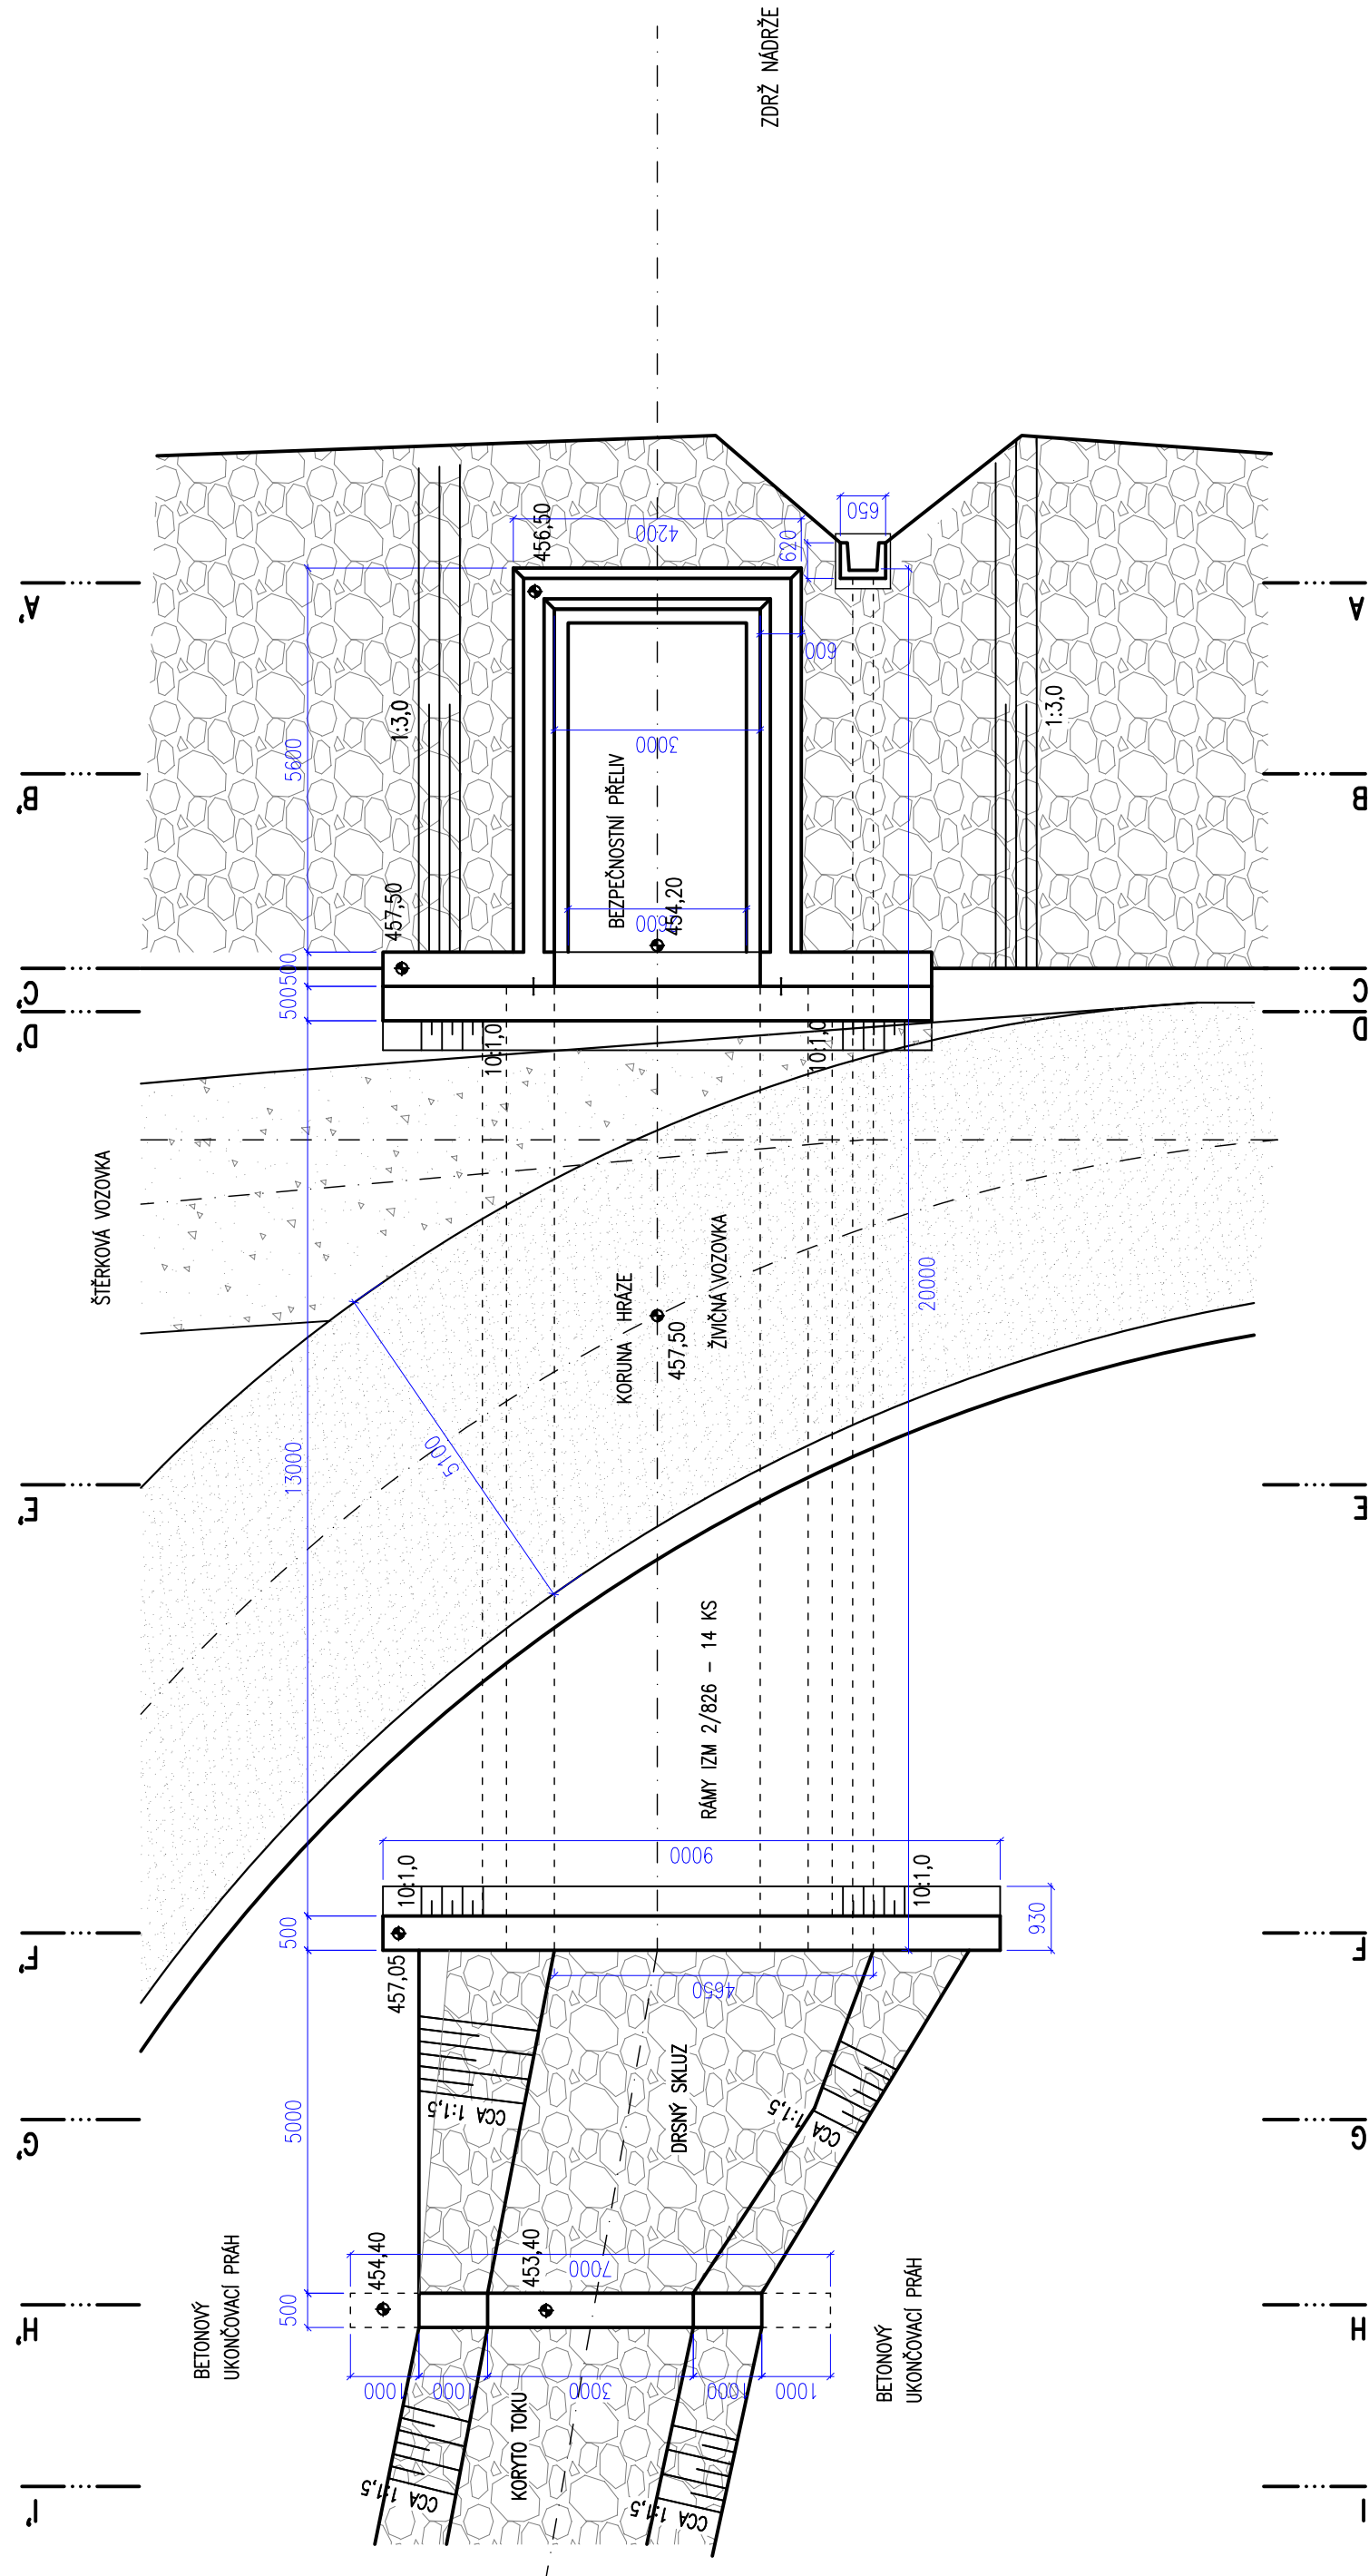 ZDRŽ NÁDRŽE
A'
A
456,50
4200
620
650
600
1:3,0
1:3,0
5600
3000
BEZPEČNOSTNÍ PŘELIV
B'
B
457,50
2600
454,20
C'
C
500
500
D'
D
10:1,0
10:1,0
ŠTĚRKOVÁ VOZOVKA
KORUNA HRÁZE
457,50
ŽIVIČNÁ VOZOVKA
20000
13000
5100
E'
E
RÁMY IZM 2/826 – 14 KS
9000
10:1,0
10:1,0
930
500
F'
F
457,05
4650
DRSNÝ SKLUZ
CCA 1:1,5
CCA 1:1,5
5000
G'
G
454,40
453,40
7000
BETONOVÝ
UKONČOVACÍ PRÁH
500
H'
H
BETONOVÝ
UKONČOVACÍ PRÁH
1000
1000
3000
1000
1000
KORYTO TOKU
CCA 1:1,5
CCA 1:1,5
I'
I